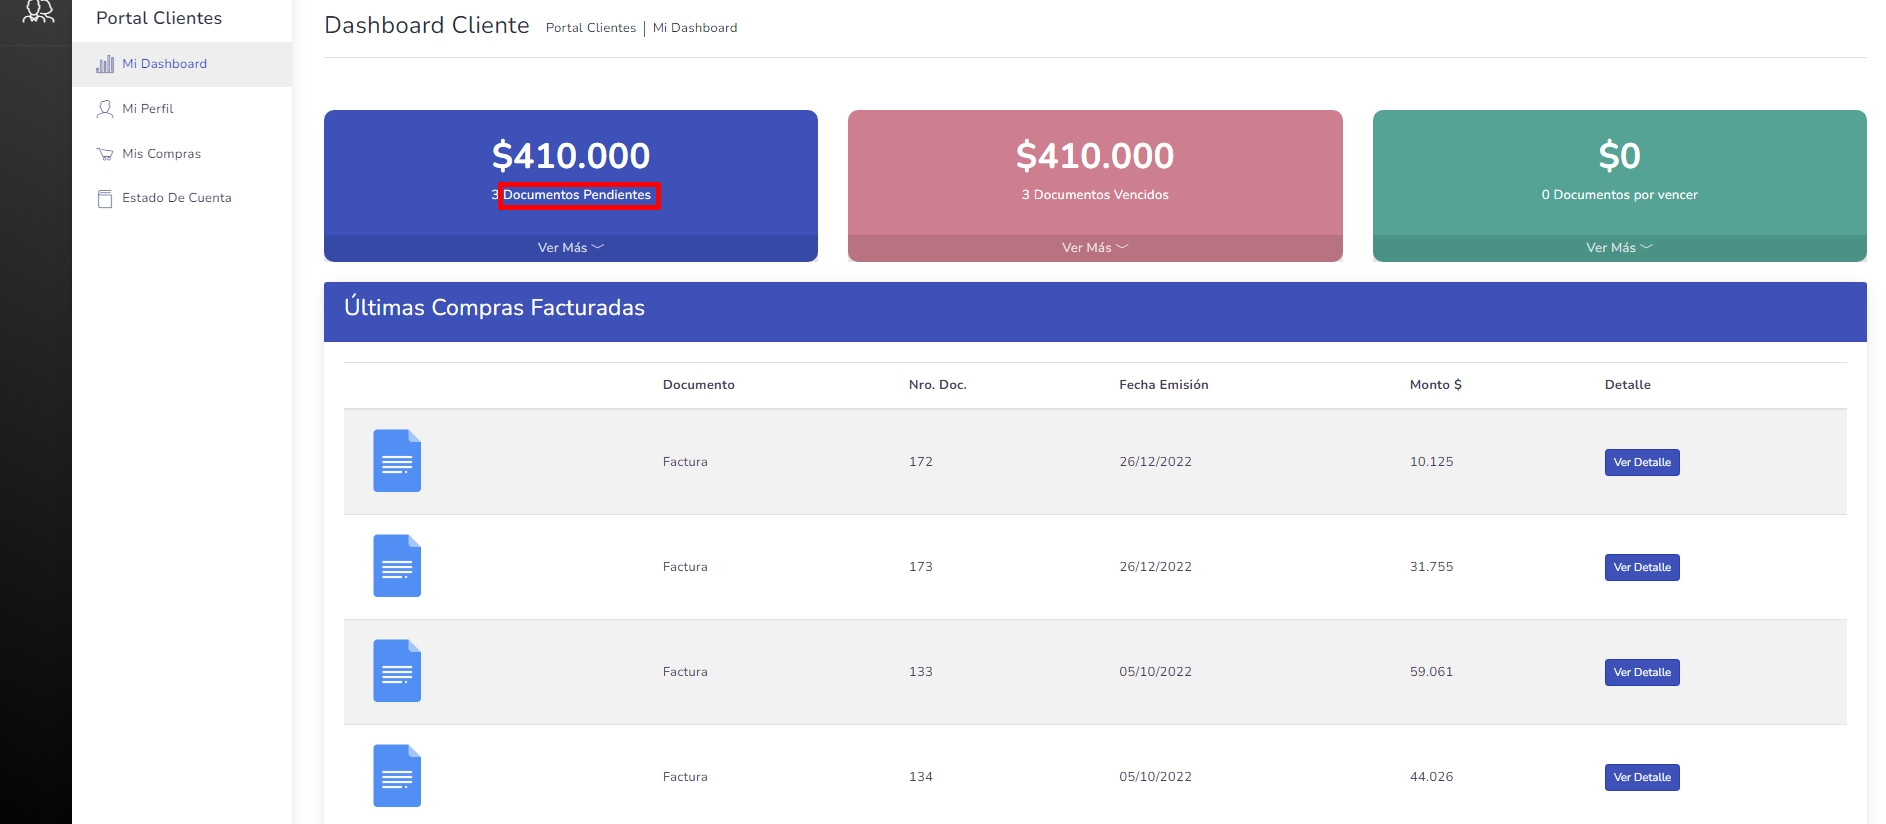 Portal Clientes
Mi Dashboard
Mi Perfil
Mis Compras
Estado De Cuenta
Dashboard Cliente Portal Clientes | Mi Dashboard
$410.000
3 Documentos Pendientes
Ver Más
$410.000
3 Documentos Vencidos
Ver Más
$0
0 Documentos por vencer
Ver Más
Últimas Compras Facturadas
Documento Nro. Doc. Fecha Emisión Monto $ Detalle
Factura 172 26/12/2022 10.125 Ver Detalle
Factura 173 26/12/2022 31.755 Ver Detalle
Factura 133 05/10/2022 59.061 Ver Detalle
Factura 134 05/10/2022 44.026 Ver Detalle